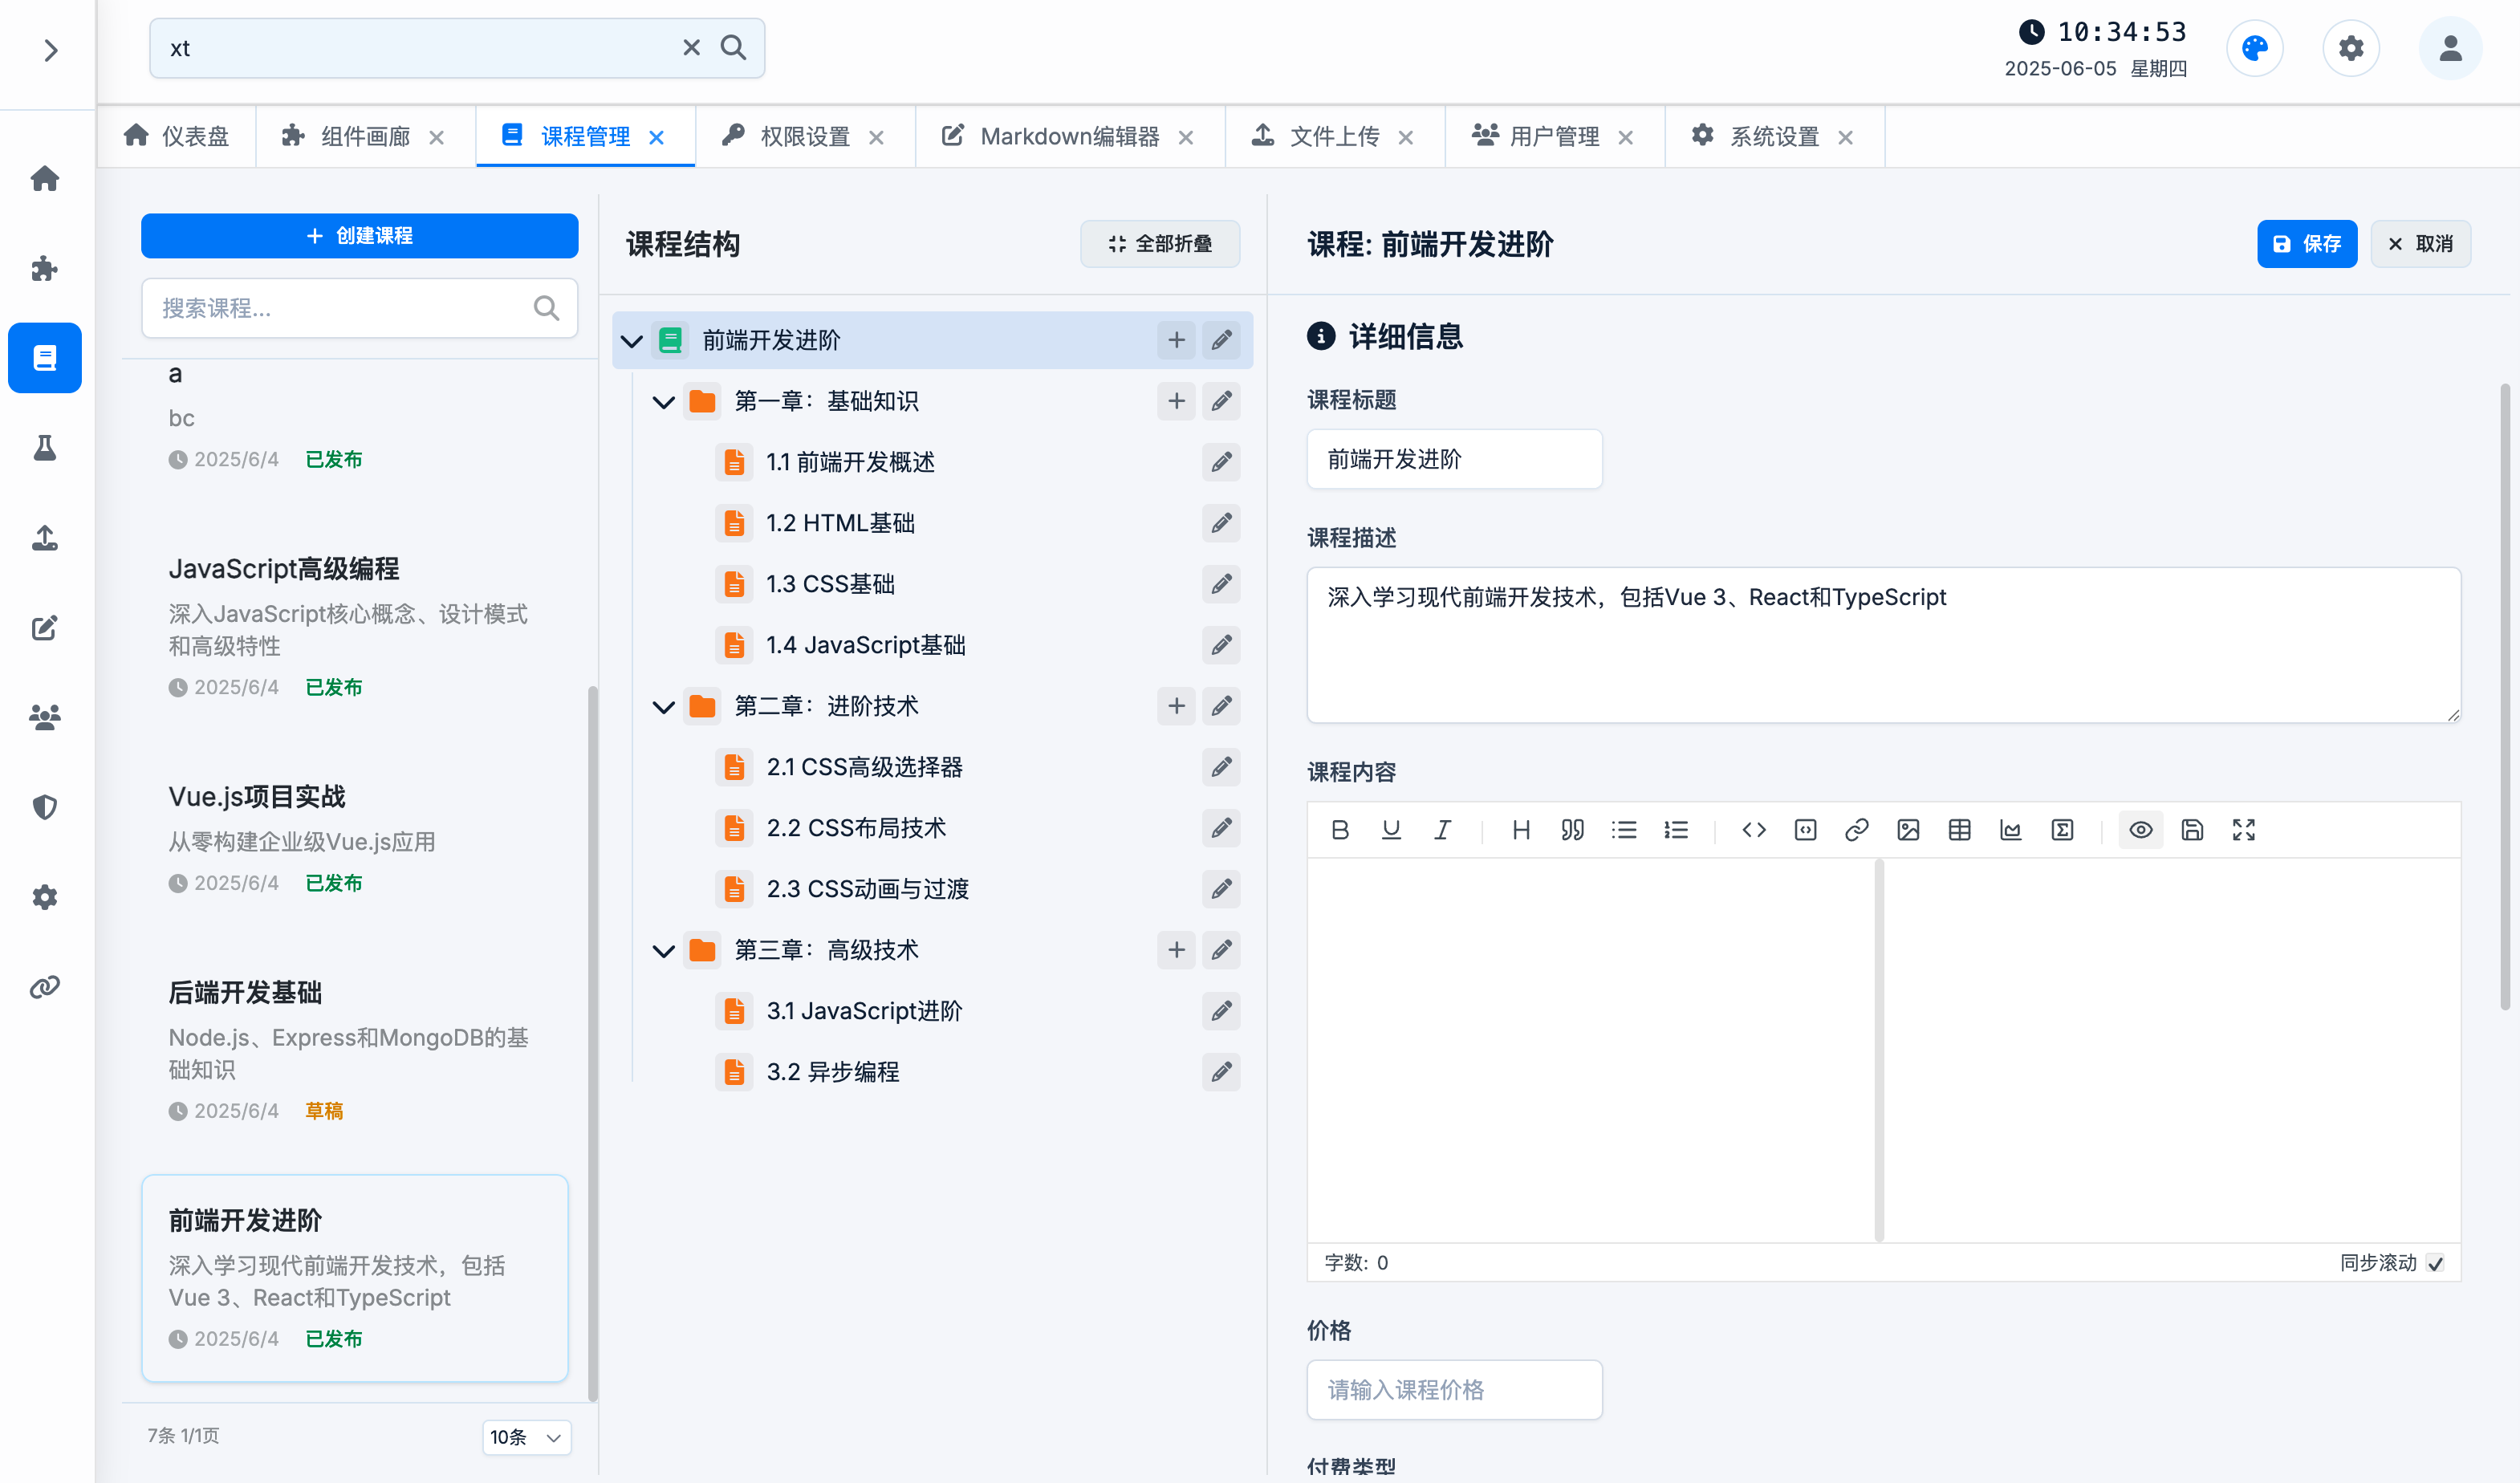 xt
10:34:53
2025-06-05 星期四
仪表盘
组件画廊
课程管理
权限设置
Markdown编辑器
文件上传
用户管理
系统设置
创建课程
搜索课程...
a
bc
2025/6/4 已发布
JavaScript高级编程
深入JavaScript核心概念、设计模式
和高级特性
2025/6/4 已发布
Vue.js项目实战
从零构建企业级Vue.js应用
2025/6/4 已发布
后端开发基础
Node.js、Express和MongoDB的基
础知识
2025/6/4 草稿
前端开发进阶
深入学习现代前端开发技术，包括
Vue 3、React和TypeScript
2025/6/4 已发布
7条 1/1页
10条
课程结构
全部折叠
前端开发进阶
第一章：基础知识
1.1 前端开发概述
1.2 HTML基础
1.3 CSS基础
1.4 JavaScript基础
第二章：进阶技术
2.1 CSS高级选择器
2.2 CSS布局技术
2.3 CSS动画与过渡
第三章：高级技术
3.1 JavaScript进阶
3.2 异步编程
课程: 前端开发进阶
保存
取消
详细信息
课程标题
前端开发进阶
课程描述
深入学习现代前端开发技术，包括Vue 3、React和TypeScript
课程内容
字数: 0
同步滚动
价格
请输入课程价格
付费类型